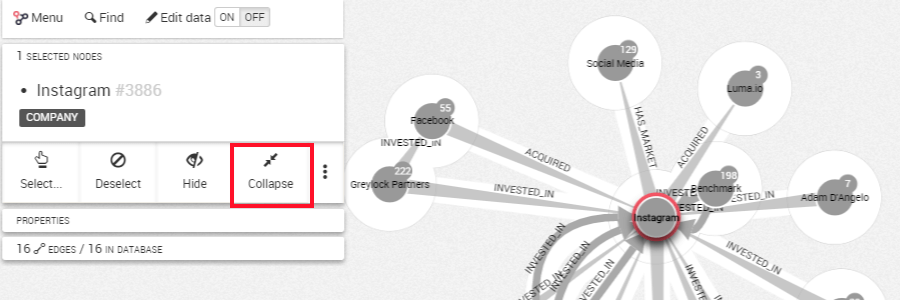 Menu Find Edit data ON OFF
1 SELECTED NODES
• Instagram #3886
COMPANY
Select... Deselect Hide Collapse
PROPERTIES
16 EDGES / 16 IN DATABASE
129
Social Media
3
Luma.io
55
Facebook
INVESTED_IN
222
Greylock Partners
HAS_MARKET
ACQUIRED
ACQUIRED
INVESTED_IN
198
Benchmark
7
Adam D'Angelo
Instagram
INVESTED_IN
INVESTED_IN
INVESTED_IN
INVESTED_IN
INVESTED_IN